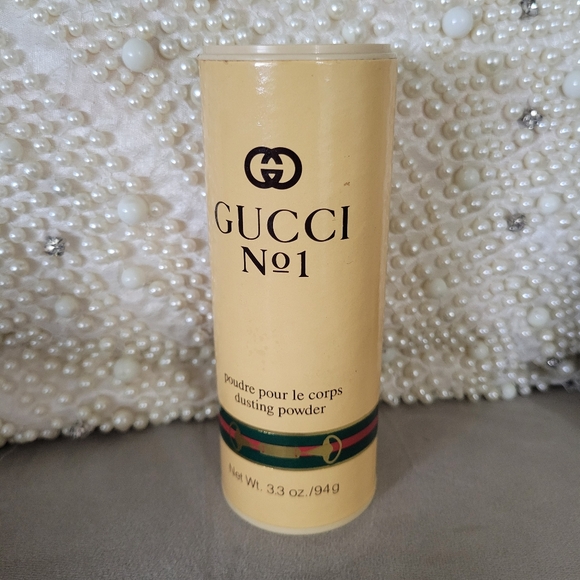 GUCCI
Nº1
poudre pour le corps
dusting powder
Net Wt. 3.3 oz./94g